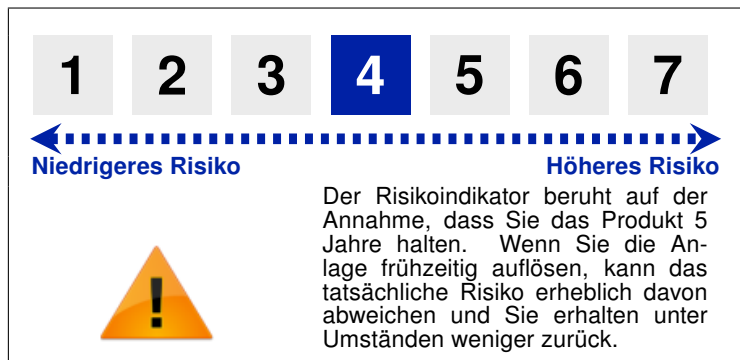 1 2 3 4 5 6 7
Niedrigeres Risiko Höheres Risiko
Der Risikoindikator beruht auf der
Annahme, dass Sie das Produkt 5
Jahre halten. Wenn Sie die An-
lage frühzeitig auflösen, kann das
tatsächliche Risiko erheblich davon
abweichen und Sie erhalten unter
Umständen weniger zurück.
!